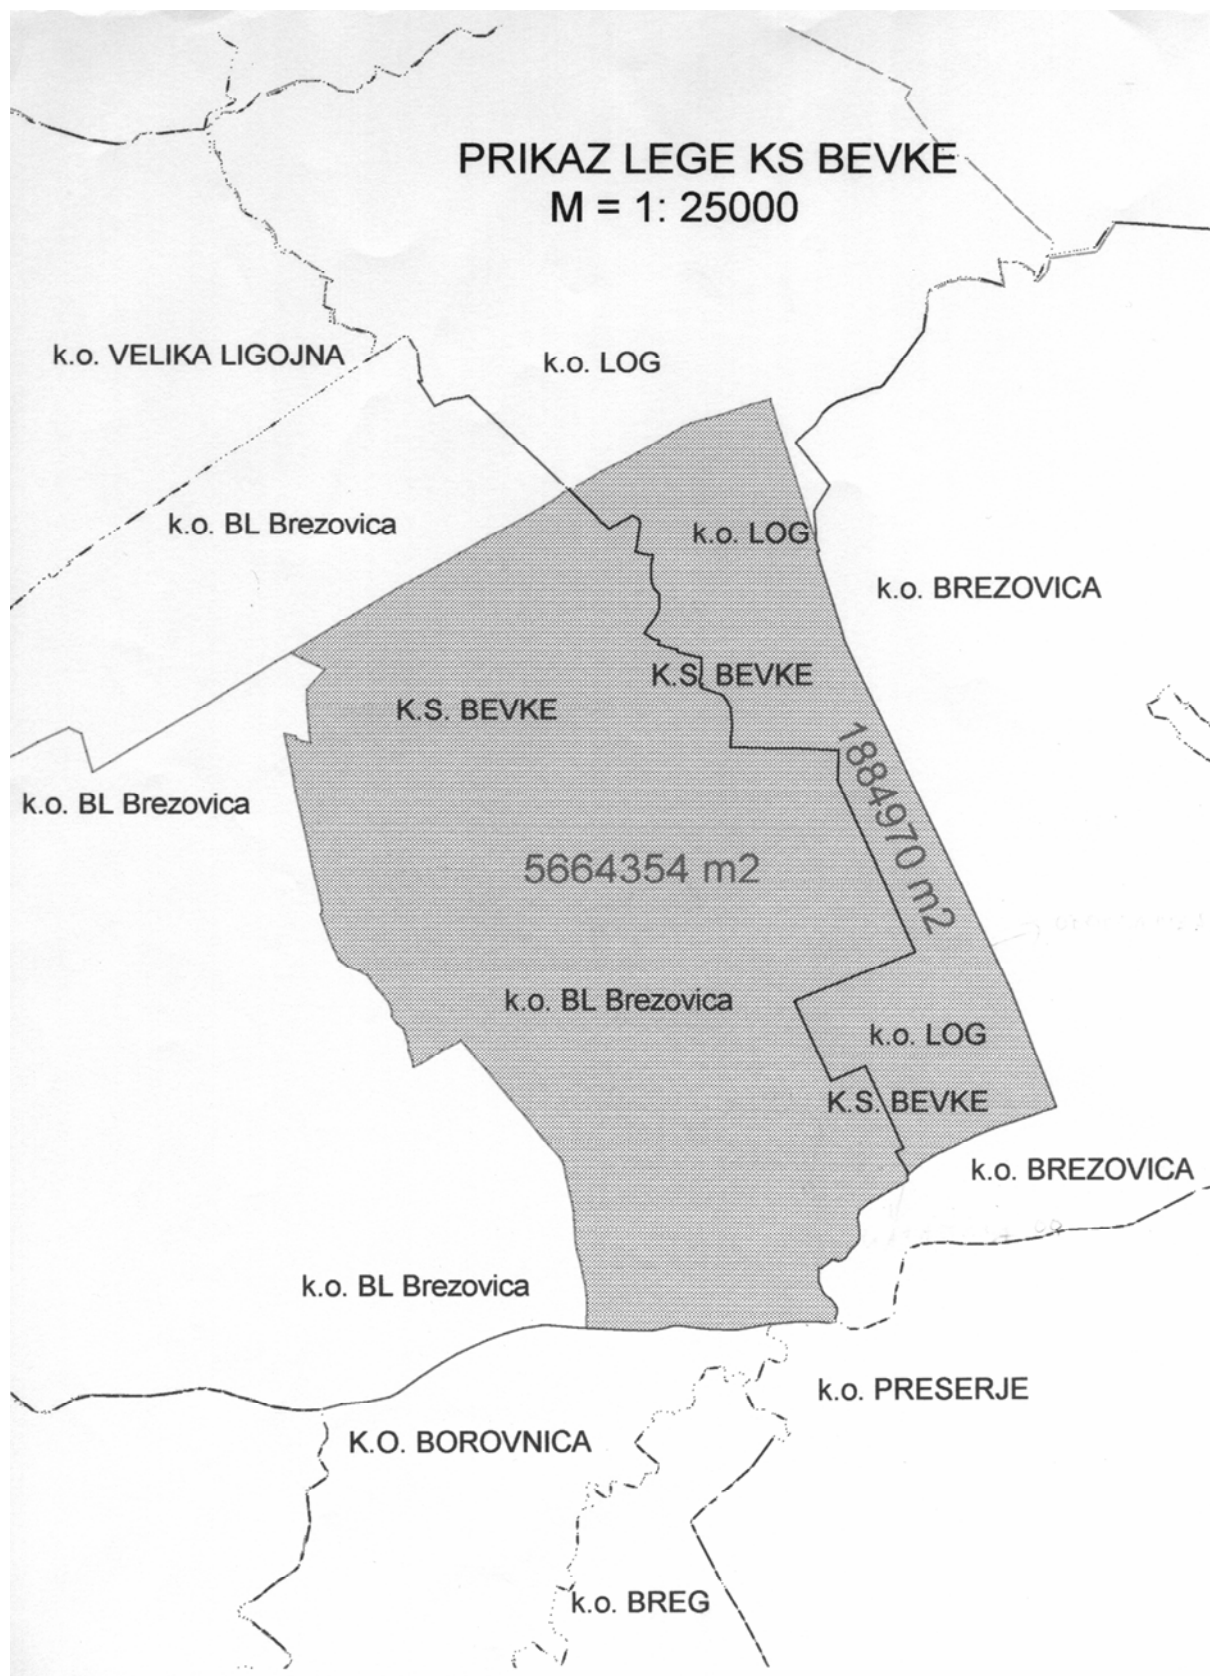 PRIKAZ LEGE KS BEVKE
M = 1: 25000
k.o. VELIKA LIGOJNA
k.o. LOG
k.o. BL Brezovica
k.o. LOG
k.o. BREZOVICA
K.S. BEVKE
K.S. BEVKE
1884970 m2
k.o. BL Brezovica
5664354 m2
k.o. BL Brezovica
k.o. LOG
K.S. BEVKE
k.o. BREZOVICA
k.o. BL Brezovica
k.o. PRESERJE
K.O. BOROVNICA
k.o. BREG